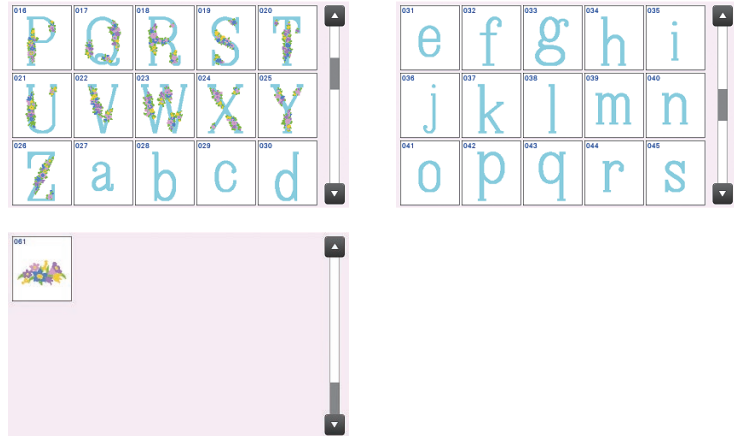 016 017 018 019 020
P Q R S T
021 022 023 024 025
U V W X Y
026 027 028 029 030
Z a b c d
031 032 033 034 035
e f g h i
036 037 038 039 040
j k l m n
041 042 043 044 045
o p q r s
061